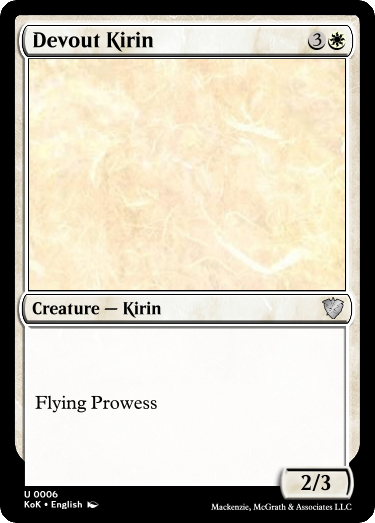 Devout Kirin 3
Creature — Kirin
Flying Prowess
2/3
U 0006
KoK • English
Mackenzie, McGrath & Associates LLC